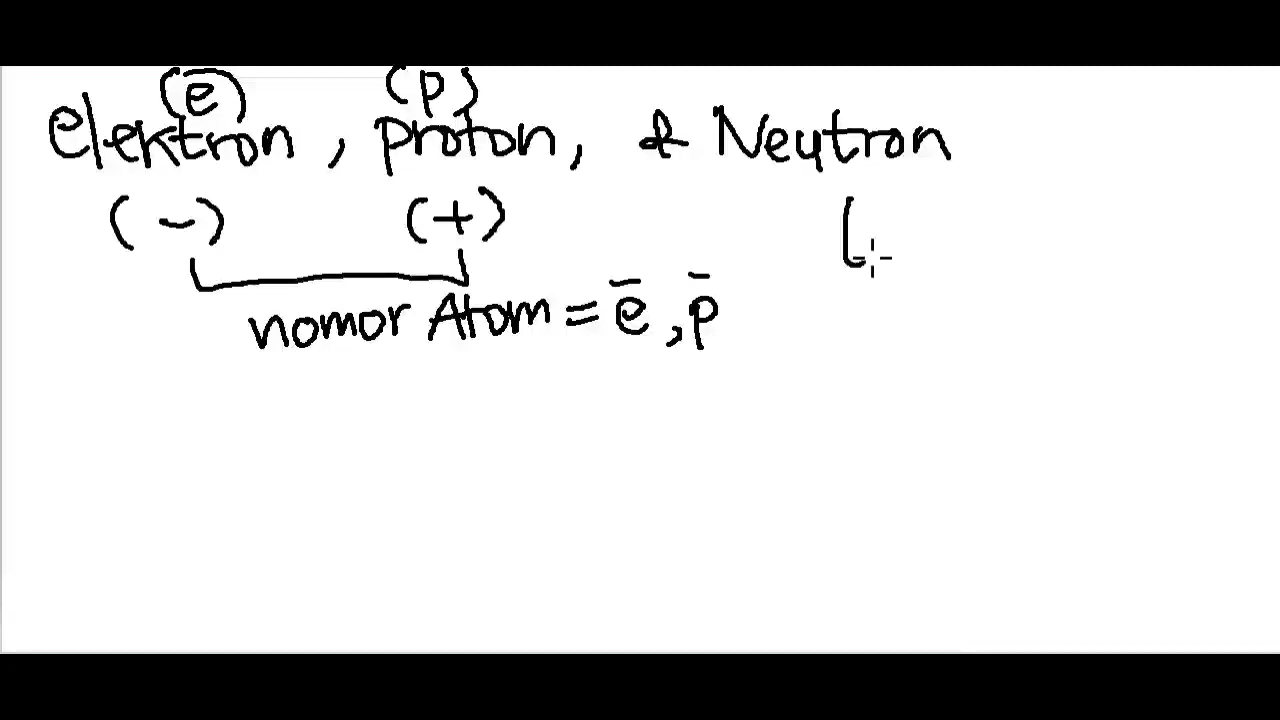 (ē) (p)
elektron, proton, & Neutron
(-) (+) (
nomor Atom = ē, p̄